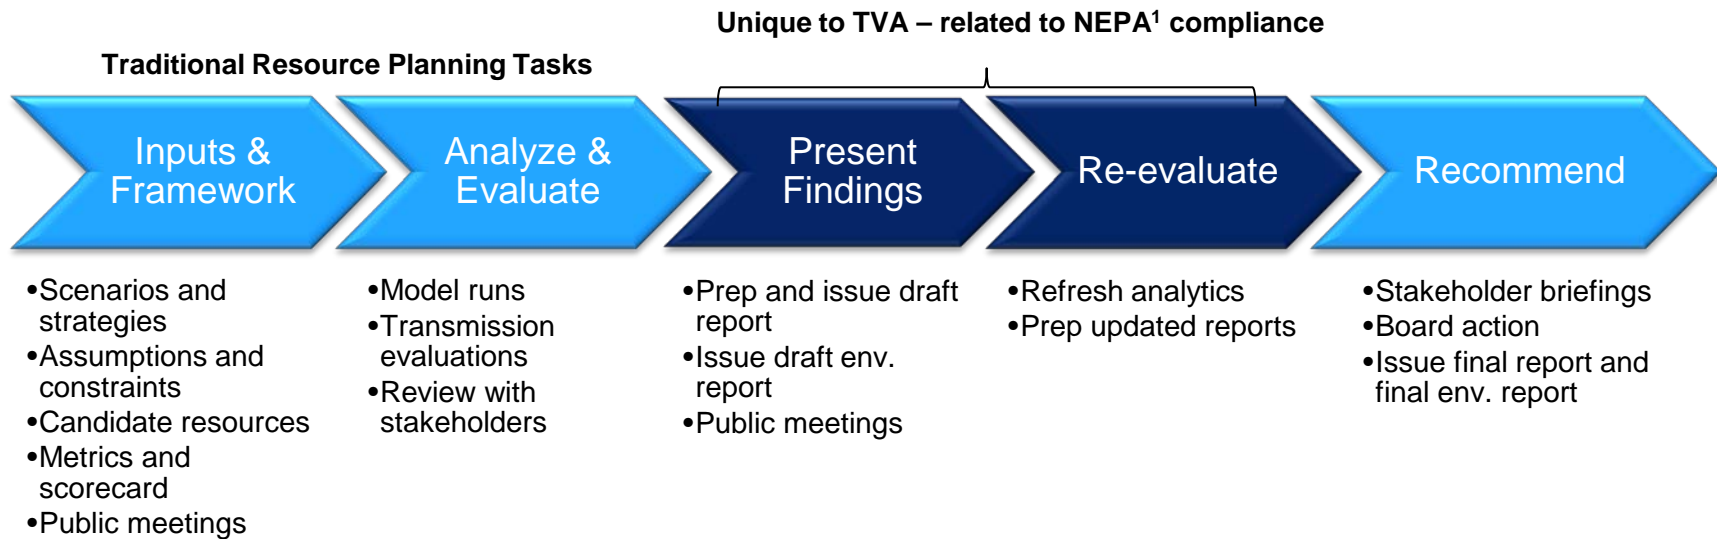 Unique to TVA – related to NEPA¹ compliance
Traditional Resource Planning Tasks
Inputs &
Framework
Analyze &
Evaluate
Present
Findings
Re-evaluate
Recommend
•Scenarios and
strategies
•Assumptions and
constraints
•Candidate resources
•Metrics and
scorecard
•Public meetings
•Model runs
•Transmission
evaluations
•Review with
stakeholders
•Prep and issue draft
report
•Issue draft env.
report
•Public meetings
•Refresh analytics
•Prep updated reports
•Stakeholder briefings
•Board action
•Issue final report and
final env. report